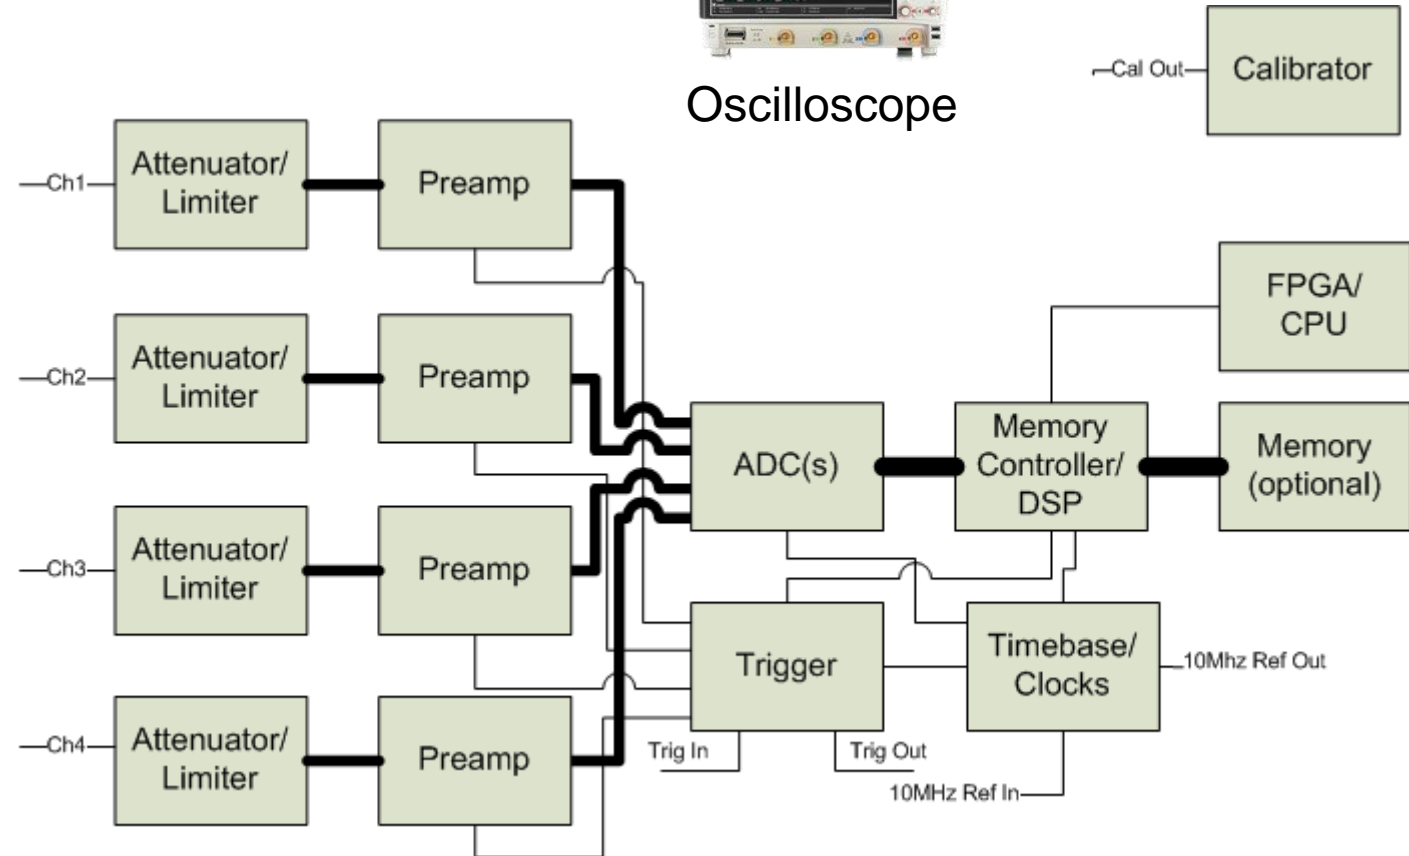 Oscilloscope
Cal Out
Calibrator
Ch1
Attenuator/
Limiter
Preamp
Ch2
Attenuator/
Limiter
Preamp
Ch3
Attenuator/
Limiter
Preamp
Ch4
Attenuator/
Limiter
Preamp
ADC(s)
Memory
Controller/
DSP
FPGA/
CPU
Memory
(optional)
Trigger
Timebase/
Clocks
10Mhz Ref Out
Trig In
Trig Out
10MHz Ref In